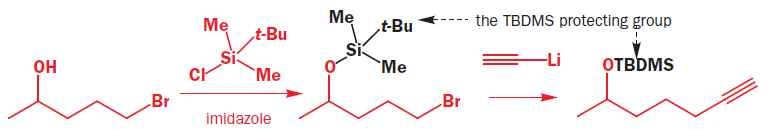 OH
Br
Me
t-Bu
Si
Cl
Me
imidazole
Me
t-Bu
Si
O
Me
Br
the TBDMS protecting group
Li
OTBDMS